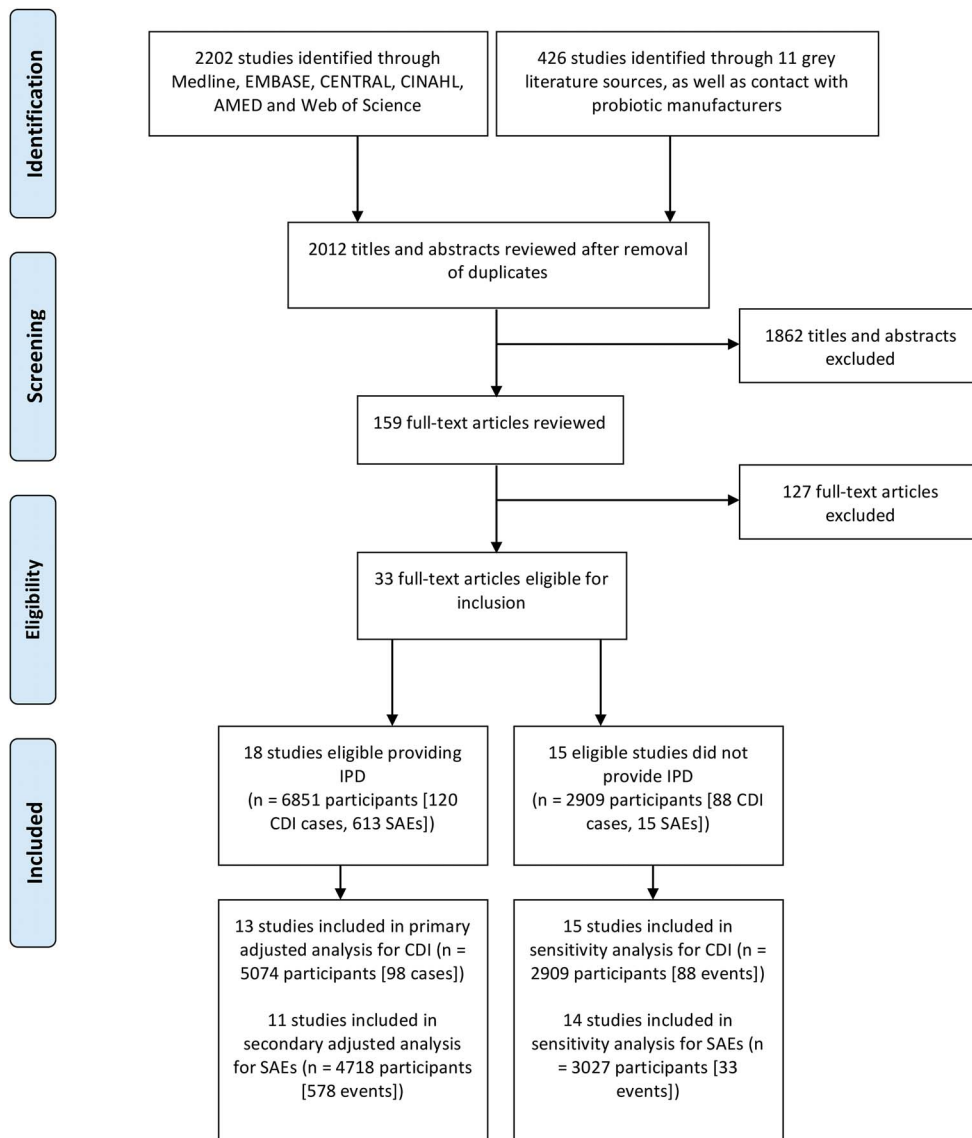 Identification
2202 studies identified through
Medline, EMBASE, CENTRAL, CINAHL,
AMED and Web of Science
426 studies identified through 11 grey
literature sources, as well as contact with
probiotic manufacturers
Screening
2012 titles and abstracts reviewed after removal
of duplicates
1862 titles and abstracts
excluded
159 full-text articles reviewed
127 full-text articles
excluded
Eligibility
33 full-text articles eligible for
inclusion
Included
18 studies eligible providing
IPD
(n = 6851 participants [120
CDI cases, 613 SAEs])
15 eligible studies did not
provide IPD
(n = 2909 participants [88 CDI
cases, 15 SAEs])
13 studies included in primary
adjusted analysis for CDI (n =
5074 participants [98 cases])
11 studies included in
secondary adjusted analysis
for SAEs (n = 4718 participants
[578 events])
15 studies included in
sensitivity analysis for CDI (n =
2909 participants [88 events])
14 studies included in
sensitivity analysis for SAEs (n
= 3027 participants [33
events])